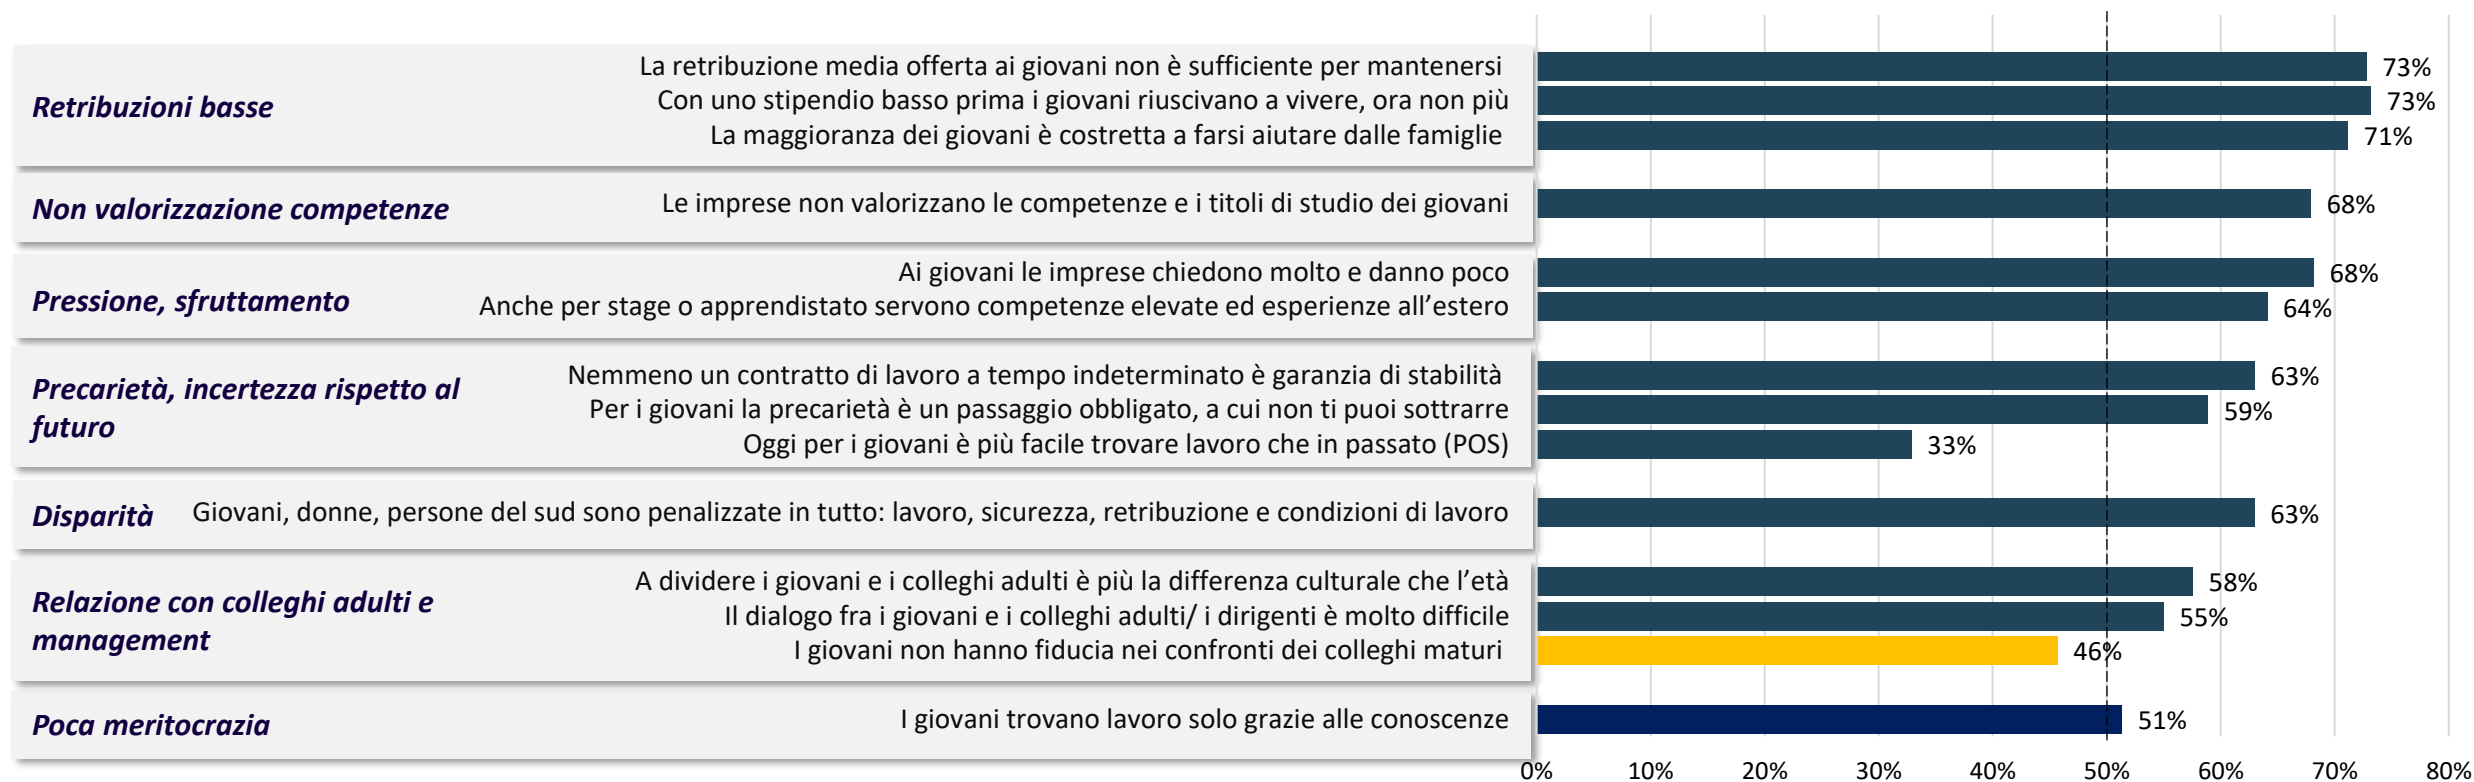 Retribuzioni basse
La retribuzione media offerta ai giovani non è sufficiente per mantenersi 73%
Con uno stipendio basso prima i giovani riuscivano a vivere, ora non più 73%
La maggioranza dei giovani è costretta a farsi aiutare dalle famiglie 71%
Non valorizzazione competenze
Le imprese non valorizzano le competenze e i titoli di studio dei giovani 68%
Pressione, sfruttamento
Ai giovani le imprese chiedono molto e danno poco 68%
Anche per stage o apprendistato servono competenze elevate ed esperienze all’estero 64%
Precarietà, incertezza rispetto al
futuro
Nemmeno un contratto di lavoro a tempo indeterminato è garanzia di stabilità 63%
Per i giovani la precarietà è un passaggio obbligato, a cui non ti puoi sottrarre 59%
Oggi per i giovani è più facile trovare lavoro che in passato (POS) 33%
Disparità
Giovani, donne, persone del sud sono penalizzate in tutto: lavoro, sicurezza, retribuzione e condizioni di lavoro 63%
Relazione con colleghi adulti e
management
A dividere i giovani e i colleghi adulti è più la differenza culturale che l’età 58%
Il dialogo fra i giovani e i colleghi adulti/ i dirigenti è molto difficile 55%
I giovani non hanno fiducia nei confronti dei colleghi maturi 46%
Poca meritocrazia
I giovani trovano lavoro solo grazie alle conoscenze 51%
0% 10% 20% 30% 40% 50% 60% 70% 80%